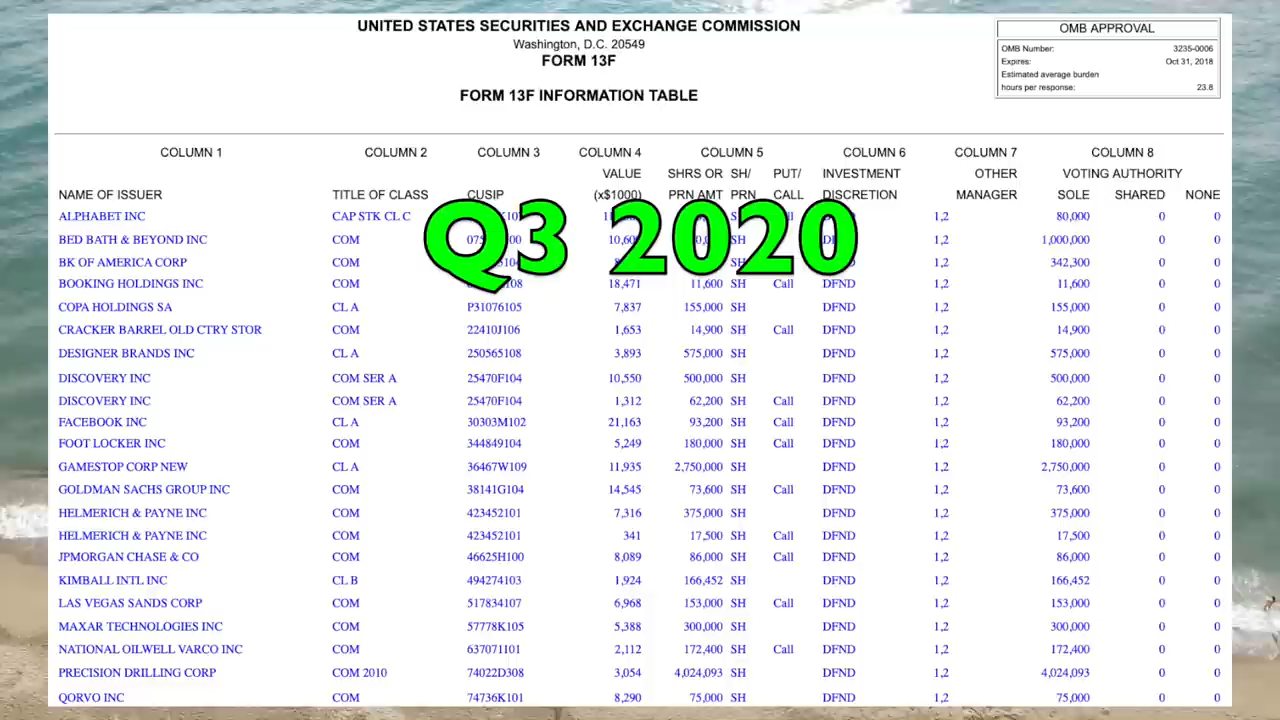 UNITED STATES SECURITIES AND EXCHANGE COMMISSION
Washington, D.C. 20549
FORM 13F
FORM 13F INFORMATION TABLE
OMB APPROVAL
OMB Number: 3235-0006
Expires: Oct 31, 2018
Estimated average burden
hours per response: 23.8
COLUMN 1 COLUMN 2 COLUMN 3 COLUMN 4 COLUMN 5 COLUMN 6 COLUMN 7 COLUMN 8
VALUE SHRS OR SH/ PUT/ INVESTMENT OTHER VOTING AUTHORITY
NAME OF ISSUER TITLE OF CLASS CUSIP (x$1000) PRN AMT PRN CALL DISCRETION MANAGER SOLE SHARED NONE
Q3 2020
ALPHABET INC CAP STK CL C 1,2 80,000 0 0
BED BATH & BEYOND INC COM SH 1,2 1,000,000 0 0
BK OF AMERICA CORP COM SH DFND 1,2 342,300 0 0
BOOKING HOLDINGS INC COM 18,471 11,600 SH Call DFND 1,2 11,600 0 0
COPA HOLDINGS SA CL A P31076105 7,837 155,000 SH DFND 1,2 155,000 0 0
CRACKER BARREL OLD CTRY STOR COM 22410J106 1,653 14,900 SH Call DFND 1,2 14,900 0 0
DESIGNER BRANDS INC CL A 250565108 3,893 575,000 SH DFND 1,2 575,000 0 0
DISCOVERY INC COM SER A 25470F104 10,550 500,000 SH DFND 1,2 500,000 0 0
DISCOVERY INC COM SER A 25470F104 1,312 62,200 SH Call DFND 1,2 62,200 0 0
FACEBOOK INC CL A 30303M102 21,163 93,200 SH Call DFND 1,2 93,200 0 0
FOOT LOCKER INC COM 344849104 5,249 180,000 SH Call DFND 1,2 180,000 0 0
GAMESTOP CORP NEW CL A 36467W109 11,935 2,750,000 SH DFND 1,2 2,750,000 0 0
GOLDMAN SACHS GROUP INC COM 38141G104 14,545 73,600 SH Call DFND 1,2 73,600 0 0
HELMERICH & PAYNE INC COM 423452101 7,316 375,000 SH DFND 1,2 375,000 0 0
HELMERICH & PAYNE INC COM 423452101 341 17,500 SH Call DFND 1,2 17,500 0 0
JPMORGAN CHASE & CO COM 46625H100 8,089 86,000 SH Call DFND 1,2 86,000 0 0
KIMBALL INTL INC CL B 494274103 1,924 166,452 SH DFND 1,2 166,452 0 0
LAS VEGAS SANDS CORP COM 517834107 6,968 153,000 SH Call DFND 1,2 153,000 0 0
MAXAR TECHNOLOGIES INC COM 57778K105 5,388 300,000 SH DFND 1,2 300,000 0 0
NATIONAL OILWELL VARCO INC COM 637071101 2,112 172,400 SH Call DFND 1,2 172,400 0 0
PRECISION DRILLING CORP COM 2010 74022D308 3,054 4,024,093 SH DFND 1,2 4,024,093 0 0
QORVO INC COM 74736K101 8,290 75,000 SH DFND 1,2 75,000 0 0